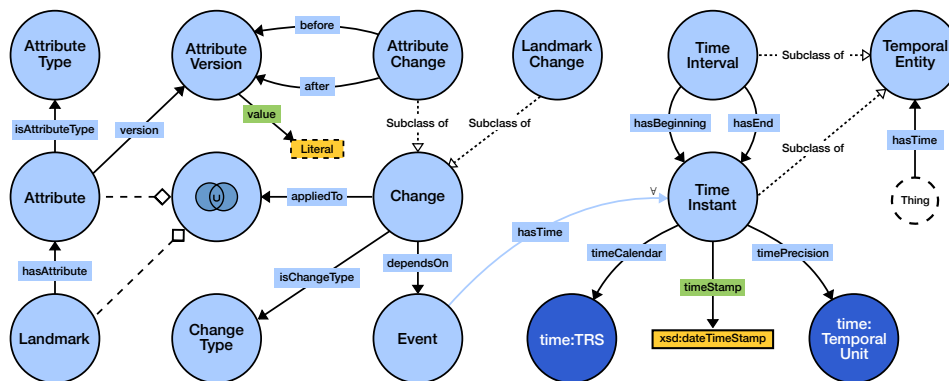 before
Attribute
Type
Attribute
Version
Attribute
Change
Landmark
Change
Time
Interval
Subclass of
Temporal
Entity
after
value
isAttributeType
version
Subclass of
Subclass of
hasBeginning
hasEnd
hasTime
Literal
Subclass of
Attribute
U
appliedTo
Change
∀
Time
Instant
Thing
hasTime
hasAttribute
dependsOn
timeCalendar
timePrecision
isChangeType
timeStamp
Landmark
Change
Type
Event
time:TRS
xsd:dateTimeStamp
time:
Temporal
Unit